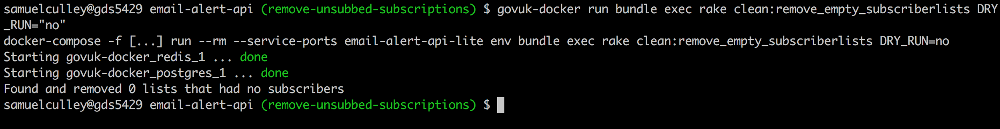 samuelculley@gds5429 email-alert-api (remove-unsubbed-subscriptions) $ govuk-docker run bundle exec rake clean:remove_empty_subscriberlists DRY
_RUN="no"
docker-compose -f [...] run --rm --service-ports email-alert-api-lite env bundle exec rake clean:remove_empty_subscriberlists DRY_RUN=no
Starting govuk-docker_redis_1 ... done
Starting govuk-docker_postgres_1 ... done
Found and removed 0 lists that had no subscribers
samuelculley@gds5429 email-alert-api (remove-unsubbed-subscriptions) $